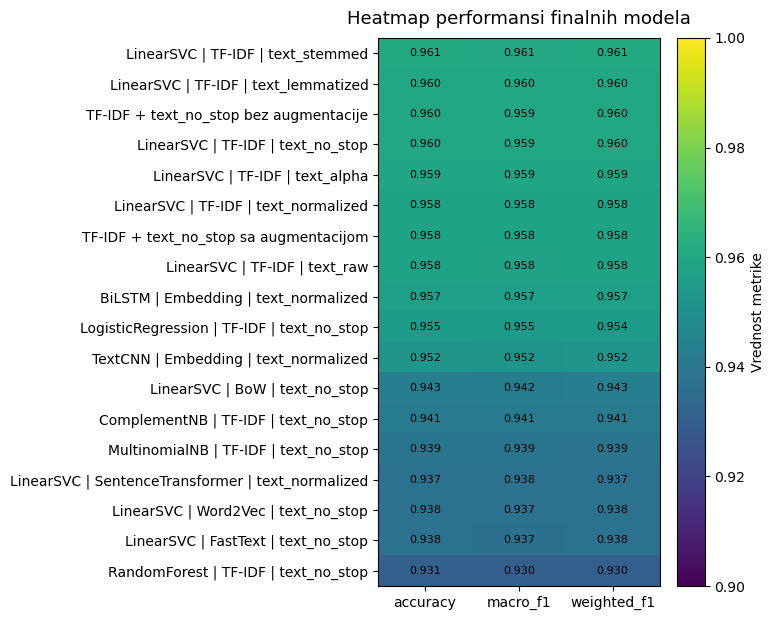 Heatmap performansi finalnih modela
LinearSVC | TF-IDF | text_stemmed 0.961 0.961 0.961
LinearSVC | TF-IDF | text_lemmatized 0.960 0.960 0.960
TF-IDF + text_no_stop bez augmentacije 0.960 0.959 0.960
LinearSVC | TF-IDF | text_no_stop 0.960 0.959 0.960
LinearSVC | TF-IDF | text_alpha 0.959 0.959 0.959
LinearSVC | TF-IDF | text_normalized 0.958 0.958 0.958
TF-IDF + text_no_stop sa augmentacijom 0.958 0.958 0.958
LinearSVC | TF-IDF | text_raw 0.958 0.958 0.958
BiLSTM | Embedding | text_normalized 0.957 0.957 0.957
LogisticRegression | TF-IDF | text_no_stop 0.955 0.955 0.954
TextCNN | Embedding | text_normalized 0.952 0.952 0.952
LinearSVC | BoW | text_no_stop 0.943 0.942 0.943
ComplementNB | TF-IDF | text_no_stop 0.941 0.941 0.941
MultinomialNB | TF-IDF | text_no_stop 0.939 0.939 0.939
LinearSVC | SentenceTransformer | text_normalized 0.937 0.938 0.937
LinearSVC | Word2Vec | text_no_stop 0.938 0.937 0.938
LinearSVC | FastText | text_no_stop 0.938 0.937 0.938
RandomForest | TF-IDF | text_no_stop 0.931 0.930 0.930
accuracy macro_f1 weighted_f1
1.00
0.98
0.96
0.94
0.92
0.90
Vrednost metrike